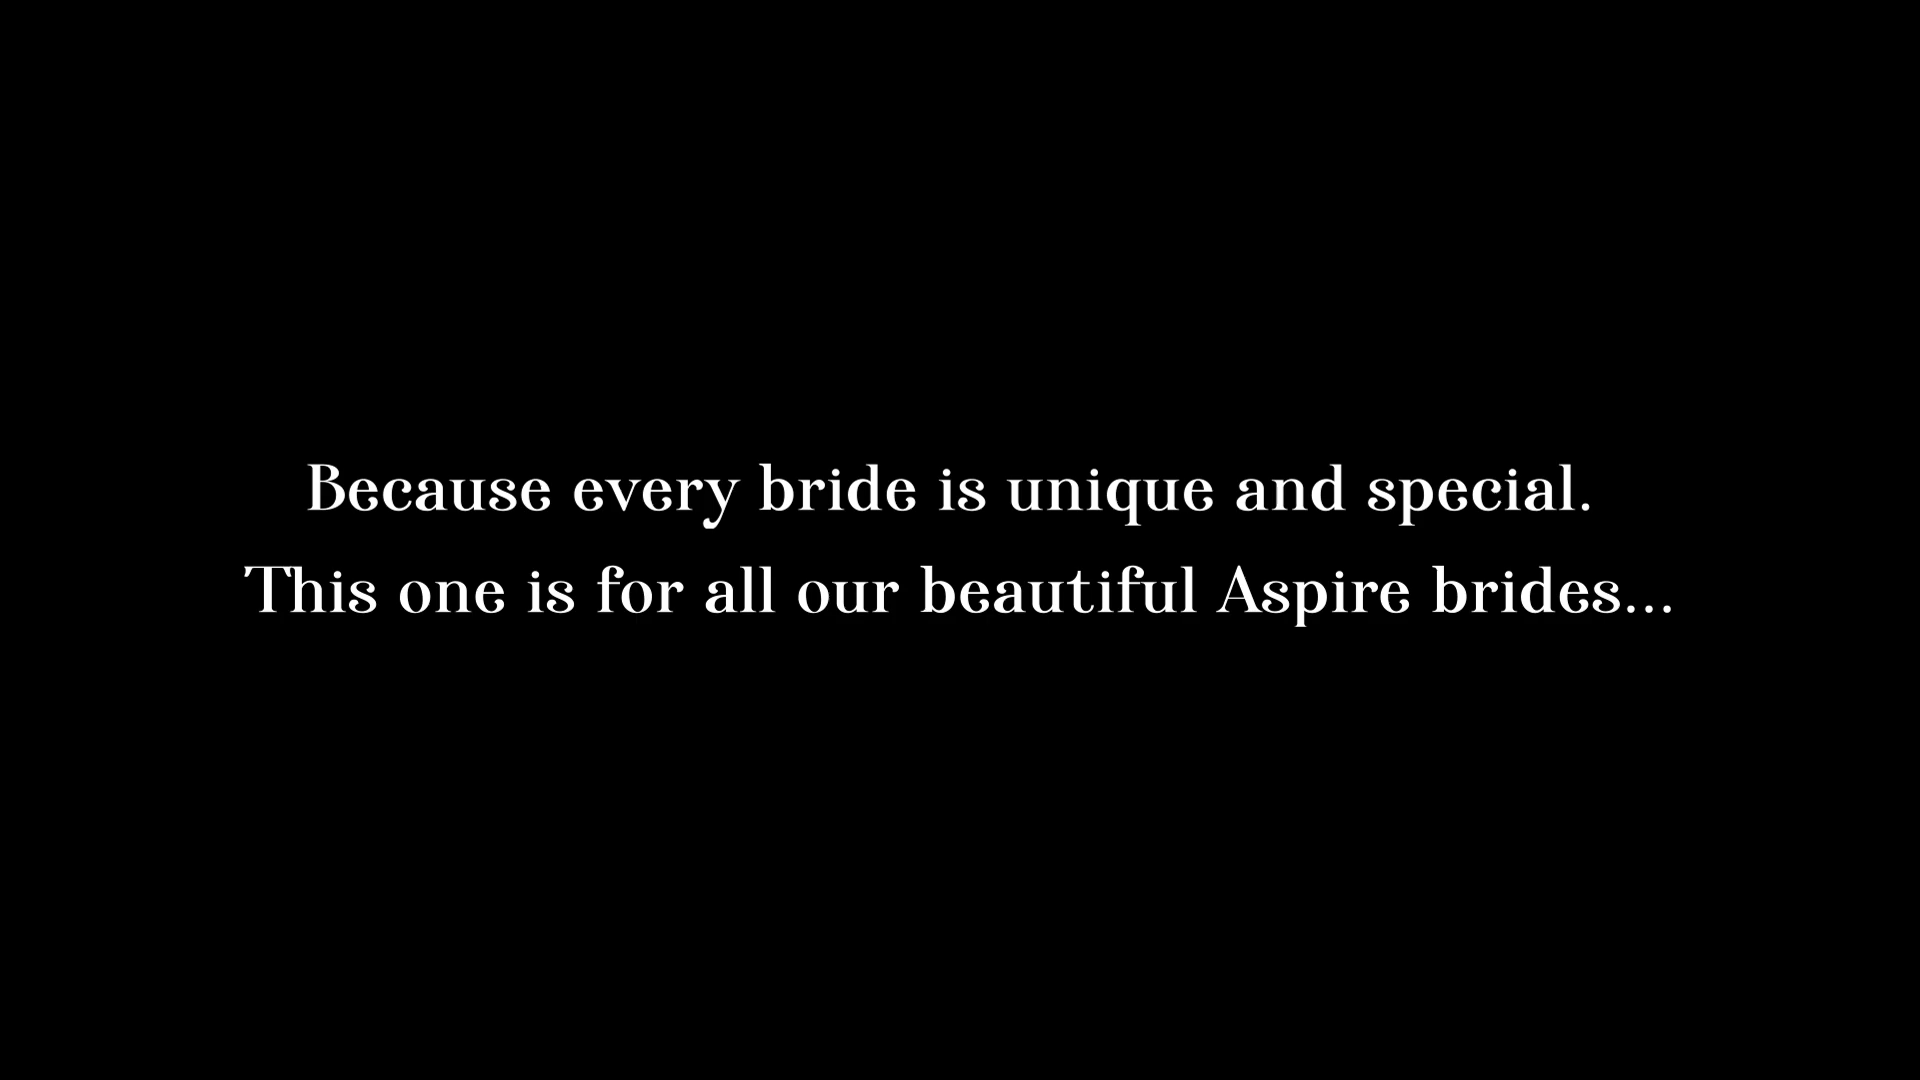 Because every bride is unique and special.
This one is for all our beautiful Aspire brides...